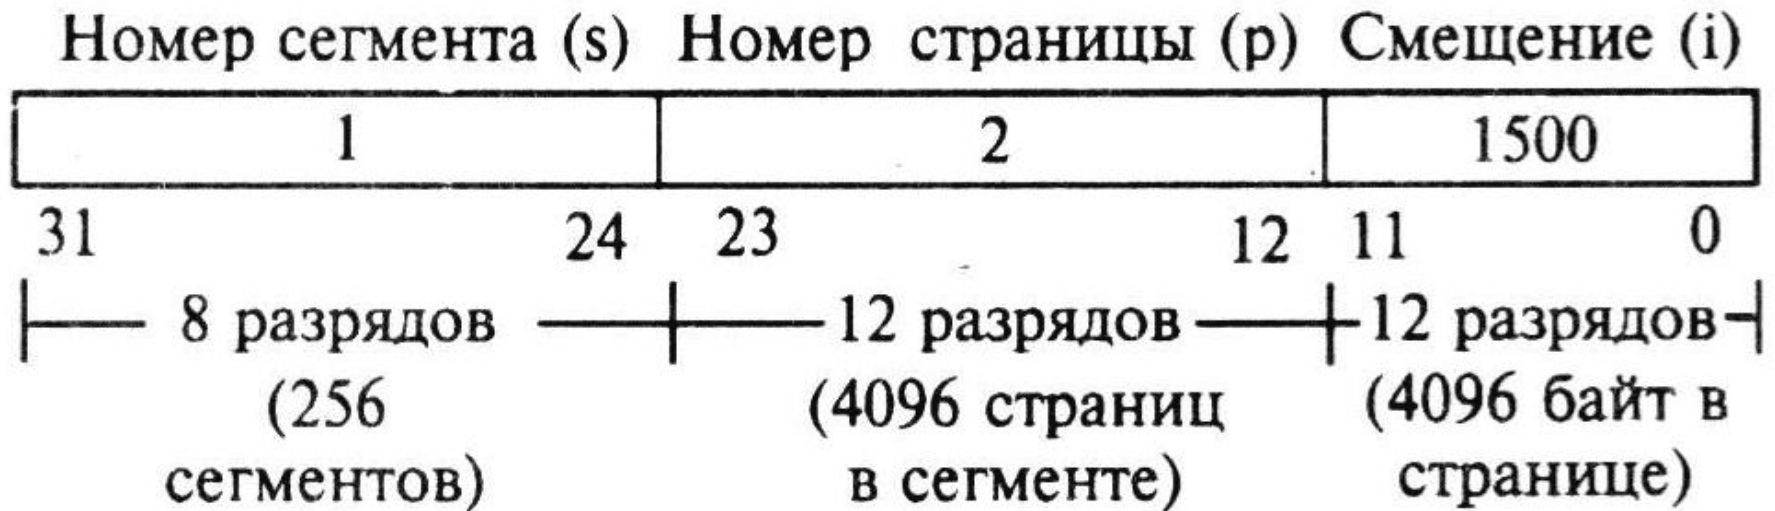 Номер сегмента (s) Номер страницы (p) Смещение (i)
1 2 1500
31 24 23 12 11 0
8 разрядов 12 разрядов 12 разрядов
(256 (4096 страниц (4096 байт в
сегментов) в сегменте) странице)